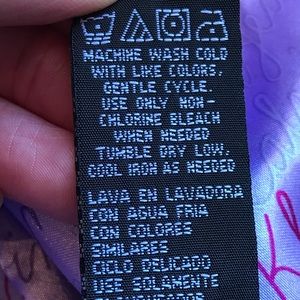 MACHINE WASH COLD
WITH LIKE COLORS,
GENTLE CYCLE.
USE ONLY NON-
CHLORINE BLEACH
WHEN NEEDED
TUMBLE DRY LOW.
COOL IRON AS NEEDED
LAVA EN LAVADORA
CON AGUA FRIA
CON COLORES
SIMILARES
CICLO DELICADO
USE SOLAMENTE